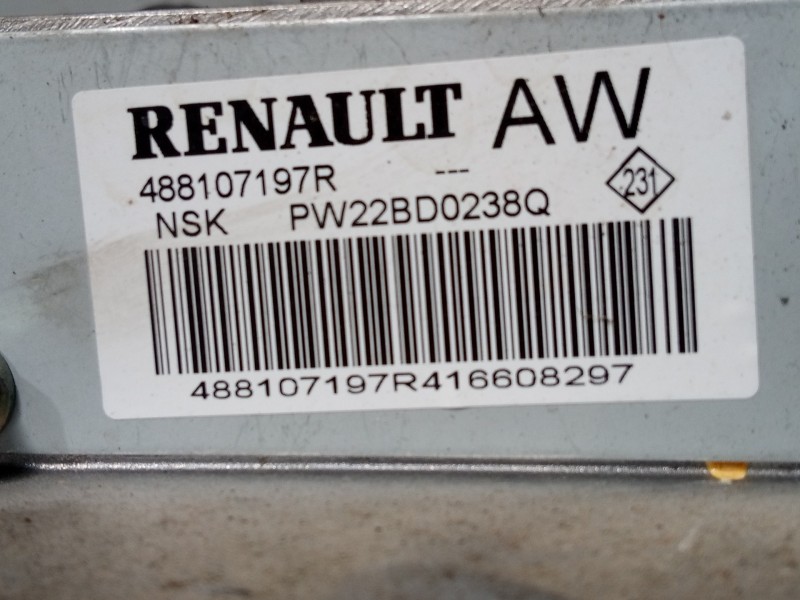 RENAULT AW
488107197R --- 231
NSK PW22BD0238Q
488107197R416608297